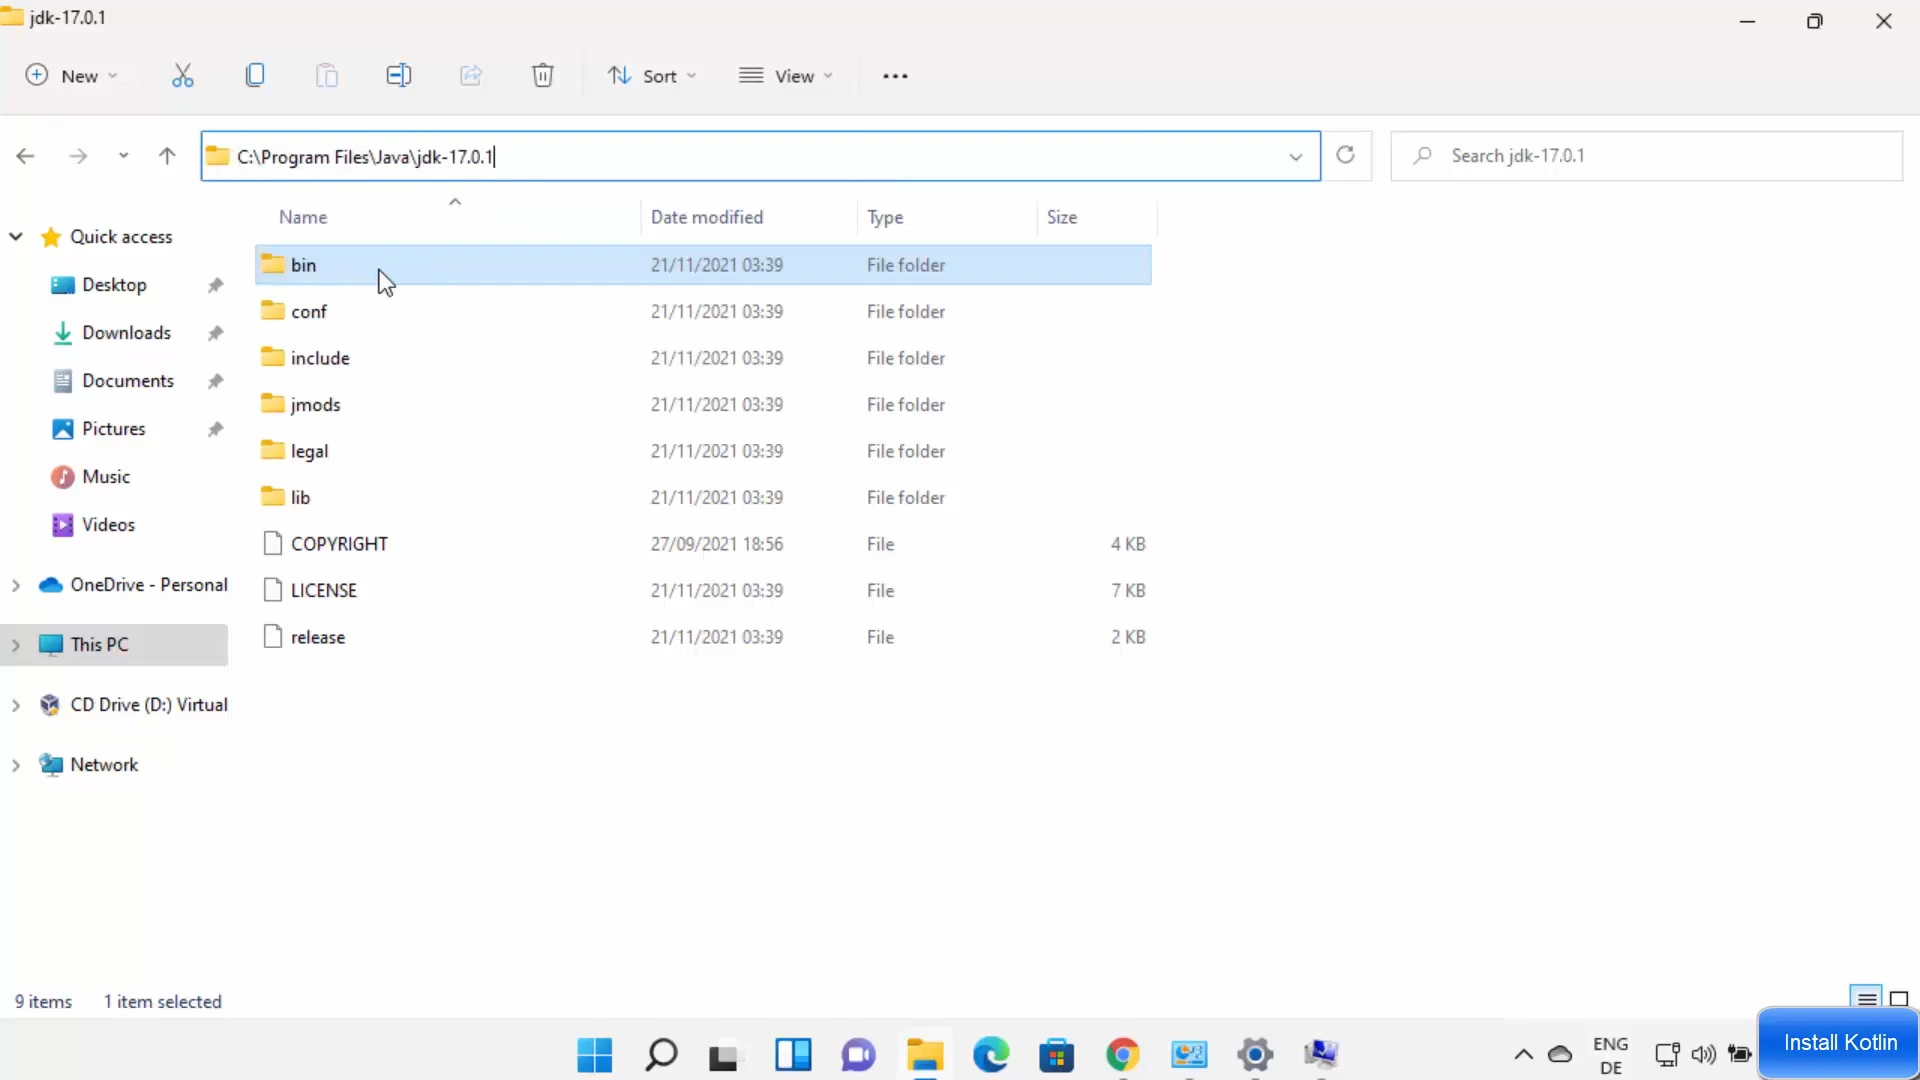 jdk-17.0.1
New
Sort
View
C:\Program Files\Java\jdk-17.0.1
Search jdk-17.0.1
Name Date modified Type Size
Quick access
Desktop
Downloads
Documents
Pictures
Music
Videos
OneDrive - Personal
This PC
CD Drive (D:) Virtual
Network
bin 21/11/2021 03:39 File folder
conf 21/11/2021 03:39 File folder
include 21/11/2021 03:39 File folder
jmods 21/11/2021 03:39 File folder
legal 21/11/2021 03:39 File folder
lib 21/11/2021 03:39 File folder
COPYRIGHT 27/09/2021 18:56 File 4 KB
LICENSE 21/11/2021 03:39 File 7 KB
release 21/11/2021 03:39 File 2 KB
9 items 1 item selected
ENG
DE
Install Kotlin